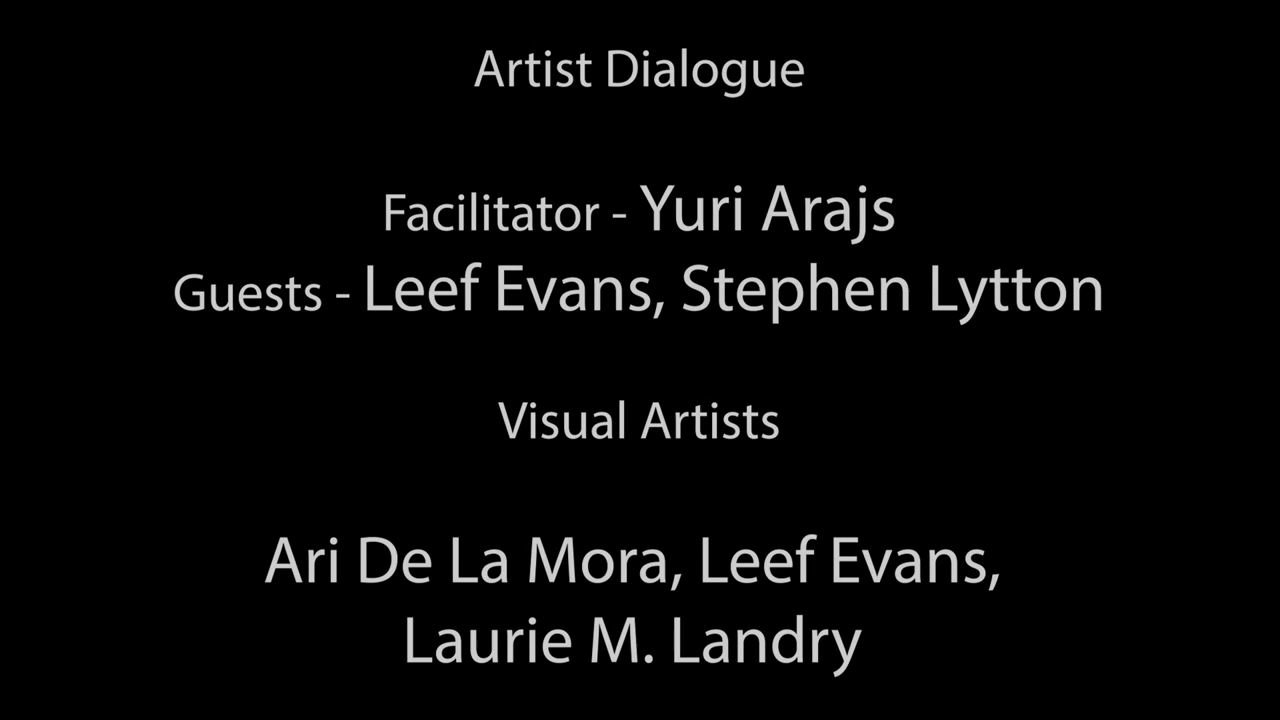 Artist Dialogue
Facilitator - Yuri Arajs
Guests - Leef Evans, Stephen Lytton
Visual Artists
Ari De La Mora, Leef Evans,
Laurie M. Landry